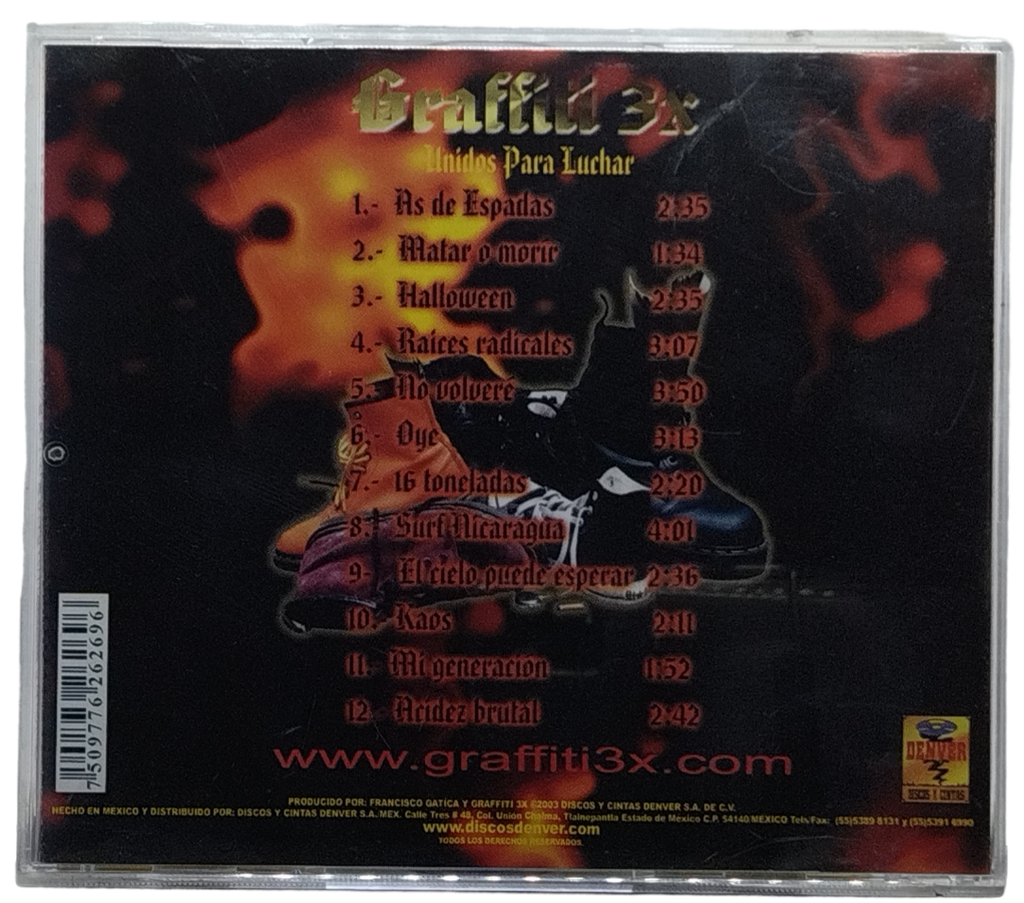 Graffiti 3x
Unidos Para Luchar
1.- As de Espadas 2:35
2.- Matar o morir 1:34
3.- Halloween 2:35
4.- Raíces radicales 3:07
5.- No volveré 3:50
6.- Oye 3:13
7.- 16 toneladas 2:20
8.- Surf Nicaragua 4:01
9.- El cielo puede esperar 2:36
10.- Kaos 2:11
11.- Mi generación 1:52
12.- Acidez brutal 2:42
www.graffiti3x.com
7 509776 262696
DENVER
DISCOS Y CINTAS
PRODUCIDO POR: FRANCISCO GATICA Y GRAFFITI 3X ©2003 DISCOS Y CINTAS DENVER S.A. DE C.V.
HECHO EN MEXICO Y DISTRIBUIDO POR: DISCOS Y CINTAS DENVER S.A. MEX. Calle Tres # 48, Col. Unión Chalma, Tlalnepantla Estado de México C.P. 54140 MEXICO Tels/Fax: (55)5389 8131 y (55)5391 6990
www.discosdenver.com
TODOS LOS DERECHOS RESERVADOS.